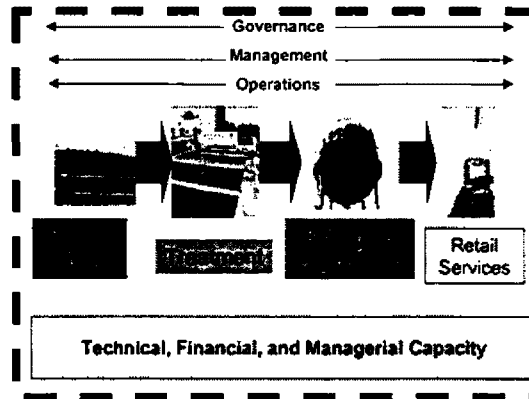 Governance
Management
Operations
Treatment
Retail
Services
Technical, Financial, and Managerial Capacity